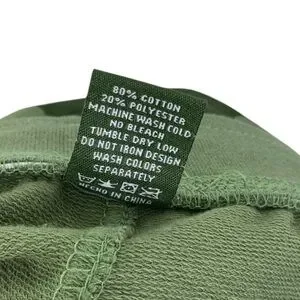 80% COTTON
20% POLYESTER
MACHINE WASH COLD
NO BLEACH
TUMBLE DRY LOW
DO NOT IRON DESIGN
WASH COLORS
SEPARATELY
HECHO IN CHINA